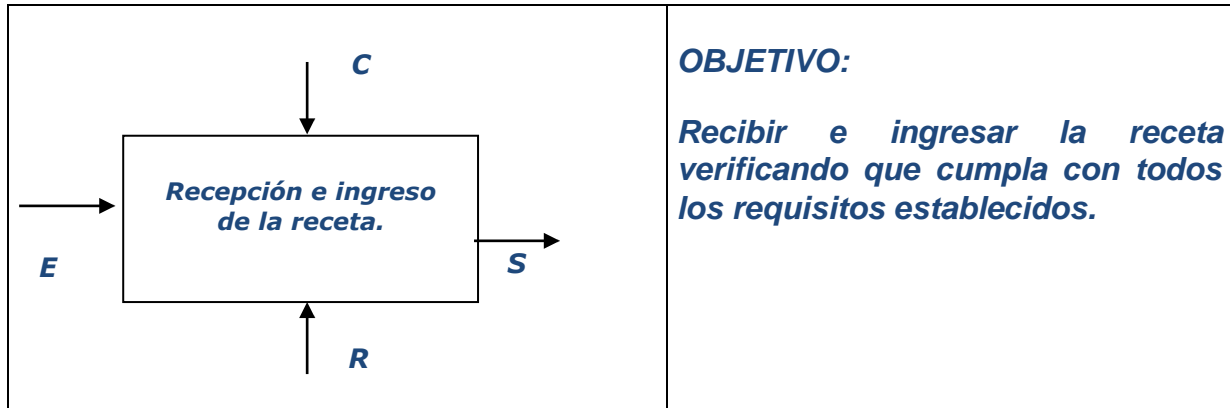 C
Recepción e ingreso
de la receta.
E
S
R
OBJETIVO:
Recibir e ingresar la receta
verificando que cumpla con todos
los requisitos establecidos.